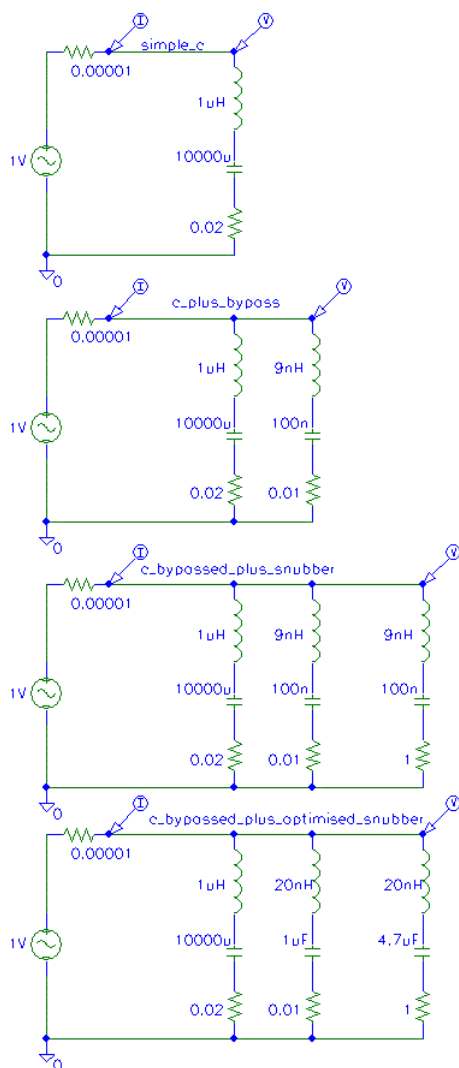 I V
simple_c
0.00001
1uH
1V 10000u
0.02
0
I V
c_plus_bypass
0.00001
1uH 9nH
1V 10000u 100n
0.02 0.01
0
I V
c_bypassed_plus_snubber
0.00001
1uH 9nH 9nH
1V 10000u 100n 100n
0.02 0.01 1
0
I V
c_bypassed_plus_optimised_snubber
0.00001
1uH 20nH 20nH
1V 10000u 1uF 4.7uF
0.02 0.01 1
0